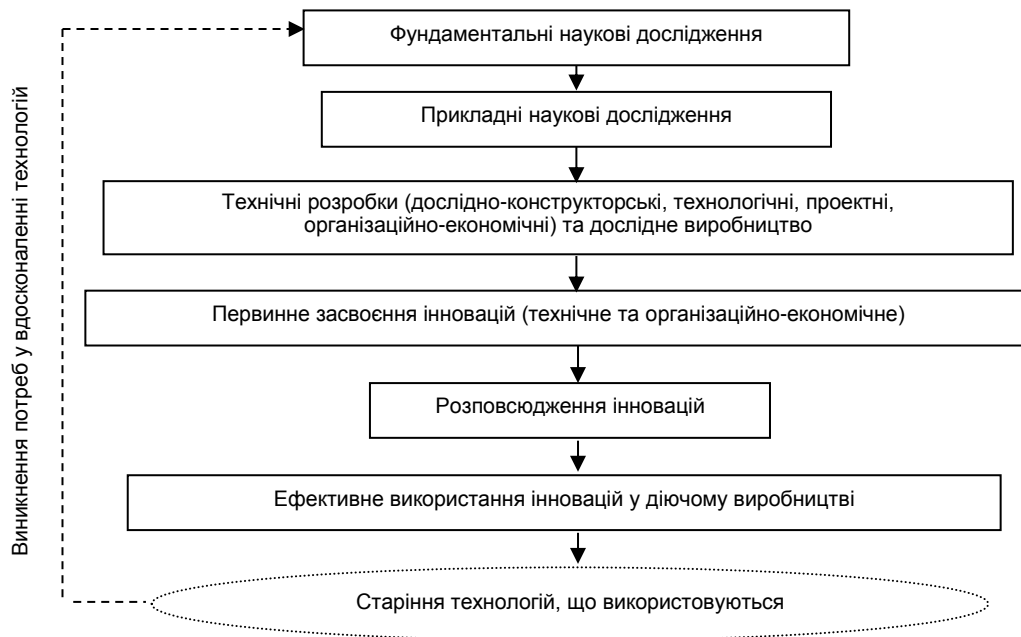 Фундаментальні наукові дослідження
Прикладні наукові дослідження
Технічні розробки (дослідно-конструкторські, технологічні, проектні,
організаційно-економічні) та дослідне виробництво
Первинне засвоєння інновацій (технічне та організаційно-економічне)
Розповсюдження інновацій
Ефективне використання інновацій у діючому виробництві
Старіння технологій, що використовуються
Виникнення потреб у вдосконаленні технологій